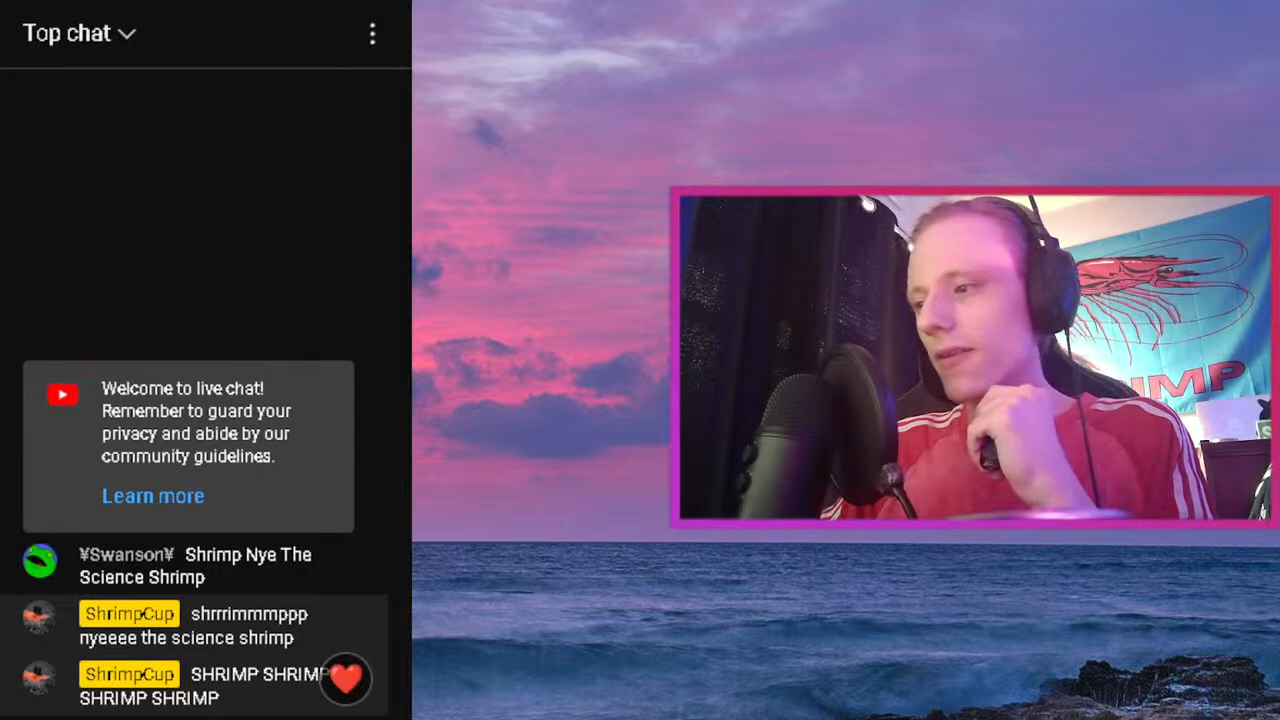 Top chat
Welcome to live chat!
Remember to guard your
privacy and abide by our
community guidelines.
Learn more
¥Swanson¥ Shrimp Nye The
Science Shrimp
ShrimpCup shrrrimmmppp
nyeeee the science shrimp
ShrimpCup SHRIMP SHRIMP
SHRIMP SHRIMP